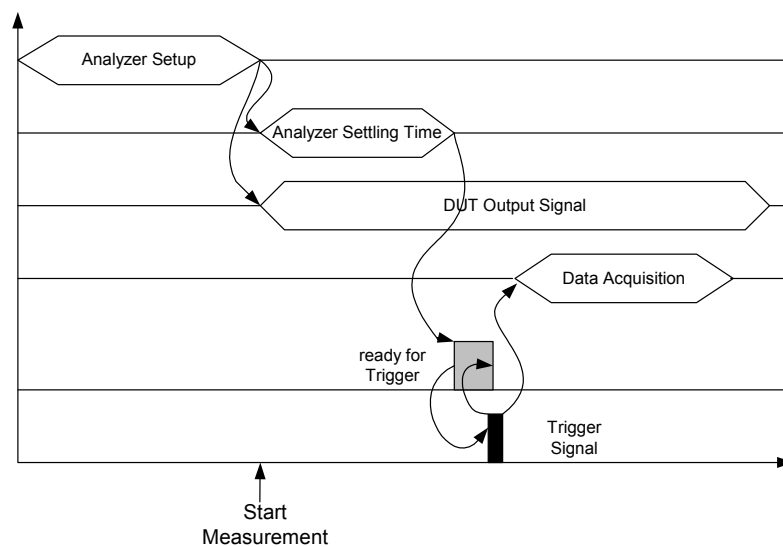 Analyzer Setup
Analyzer Settling Time
DUT Output Signal
Data Acquisition
ready for
Trigger
Trigger
Signal
Start
Measurement